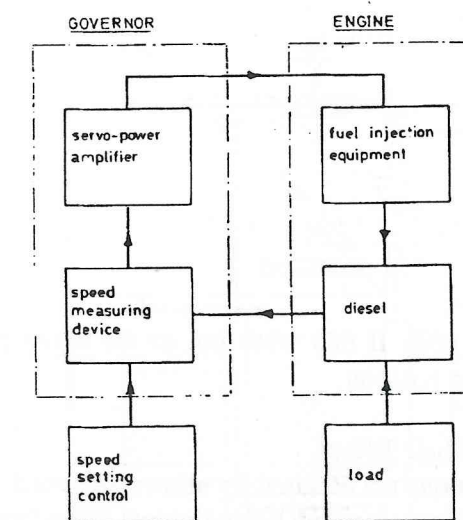 GOVERNOR
ENGINE
servo-power
amplifier
fuel injection
equipment
speed
measuring
device
diesel
speed
setting
control
load